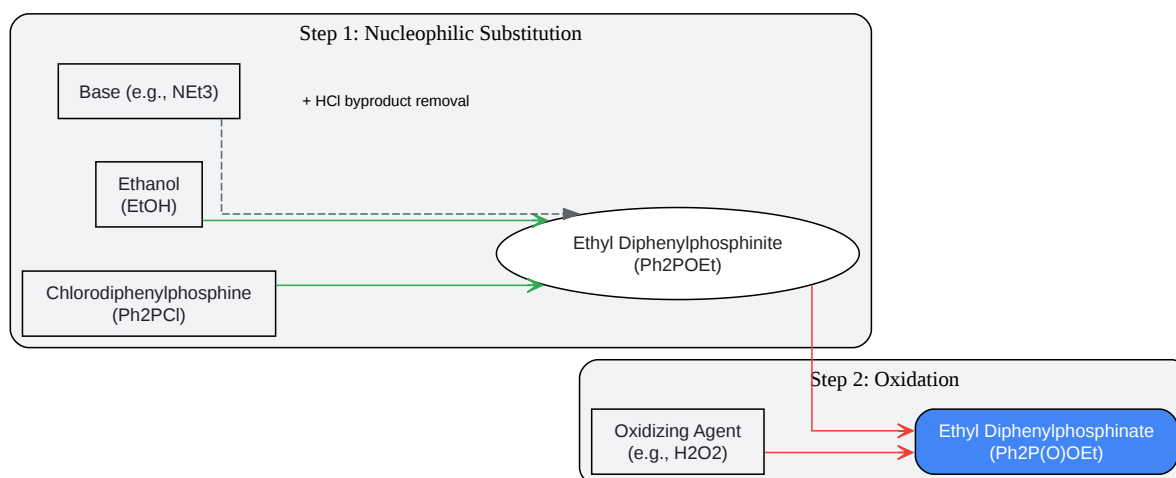 Step 1: Nucleophilic Substitution
Base (e.g., NEt3)
+ HCl byproduct removal
Ethanol
(EtOH)
Ethyl Diphenylphosphinite
(Ph2POEt)
Chlorodiphenylphosphine
(Ph2PCl)
Step 2: Oxidation
Oxidizing Agent
(e.g., H2O2)
Ethyl Diphenylphosphinate
(Ph2P(O)OEt)